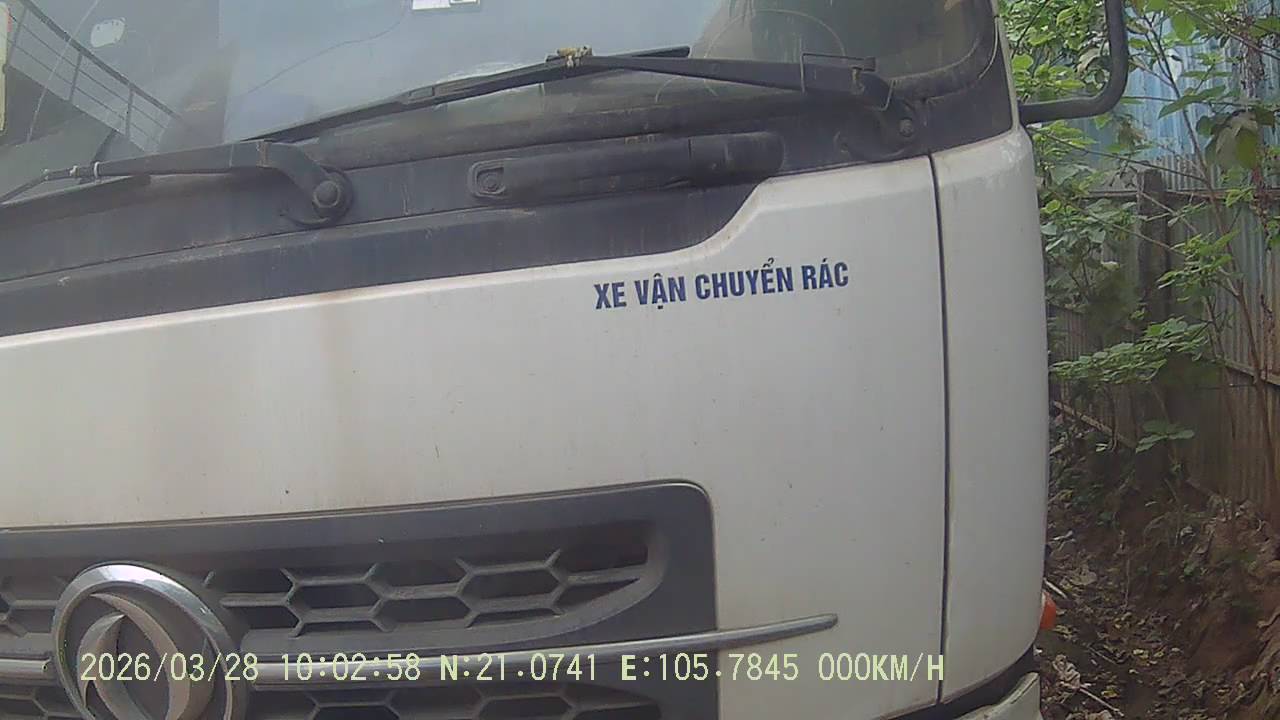 XE VẬN CHUYỂN RÁC
2026/03/28 10:02:58 N:21.0741 E:105.7845 000KM/H